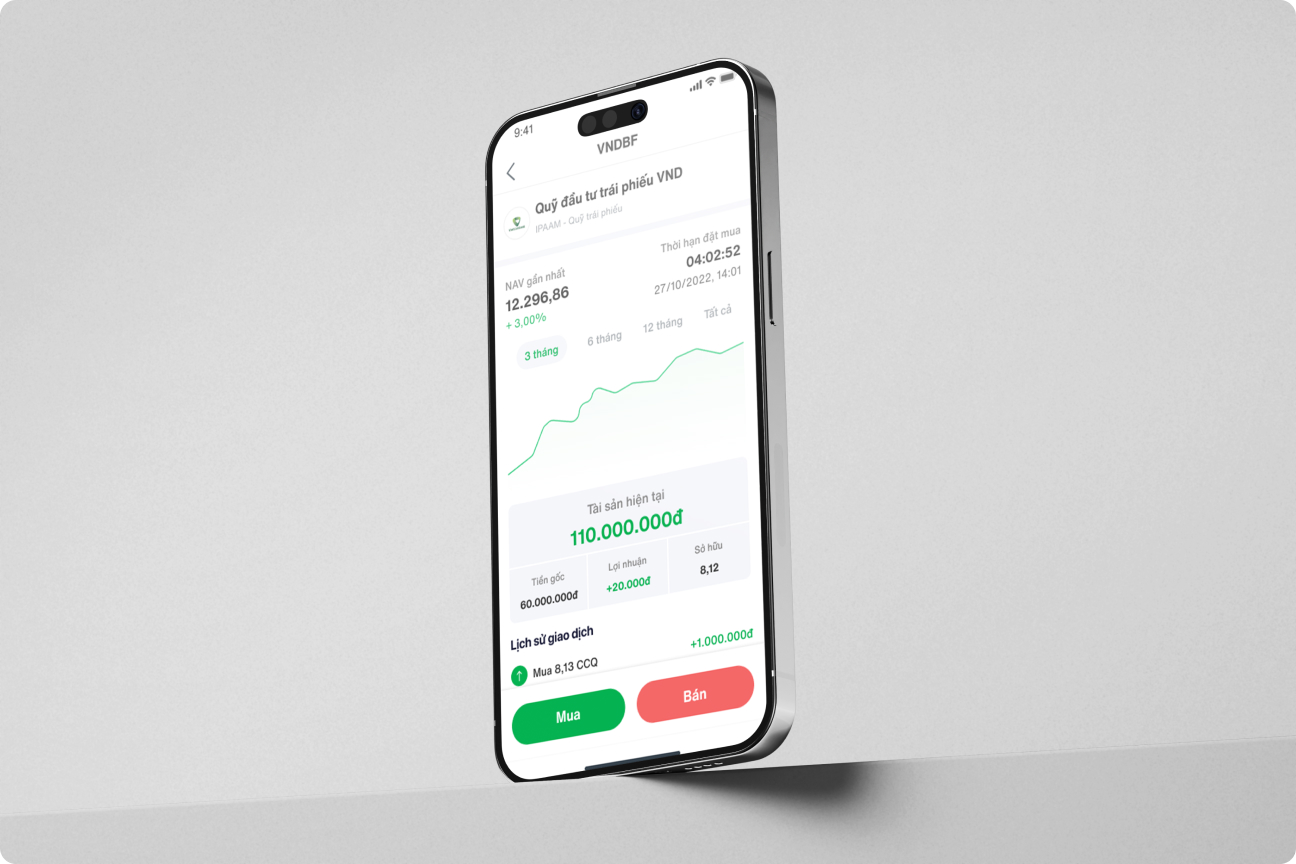 9:41
VNDBF
Quỹ đầu tư trái phiếu VND
IPAAM - Quỹ trái phiếu
NAV gần nhất
12.296,86
+ 3,00%
Thời hạn đặt mua
04:02:52
27/10/2022, 14:01
3 tháng
6 tháng
12 tháng
Tất cả
Tài sản hiện tại
110.000.000đ
Tiền gốc
60.000.000đ
Lợi nhuận
+20.000đ
Sở hữu
8,12
Lịch sử giao dịch
Mua 8,13 CCQ
+1.000.000đ
Mua
Bán